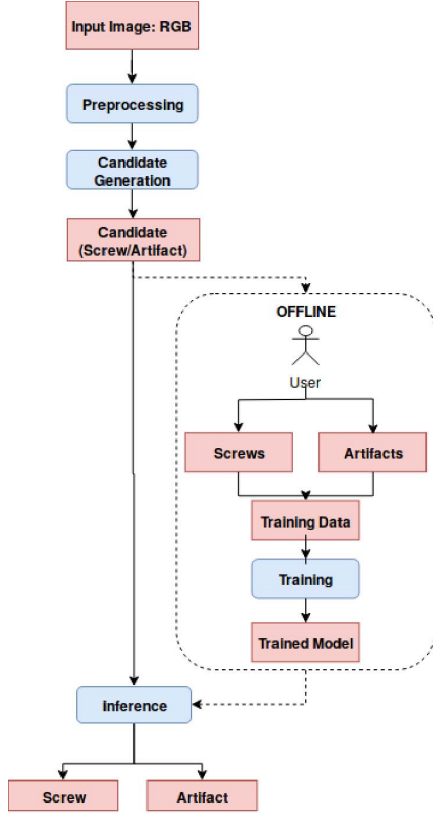 Input Image: RGB
Preprocessing
Candidate
Generation
Candidate
(Screw/Artifact)
OFFLINE
User
Screws
Artifacts
Training Data
Training
Trained Model
Inference
Screw
Artifact